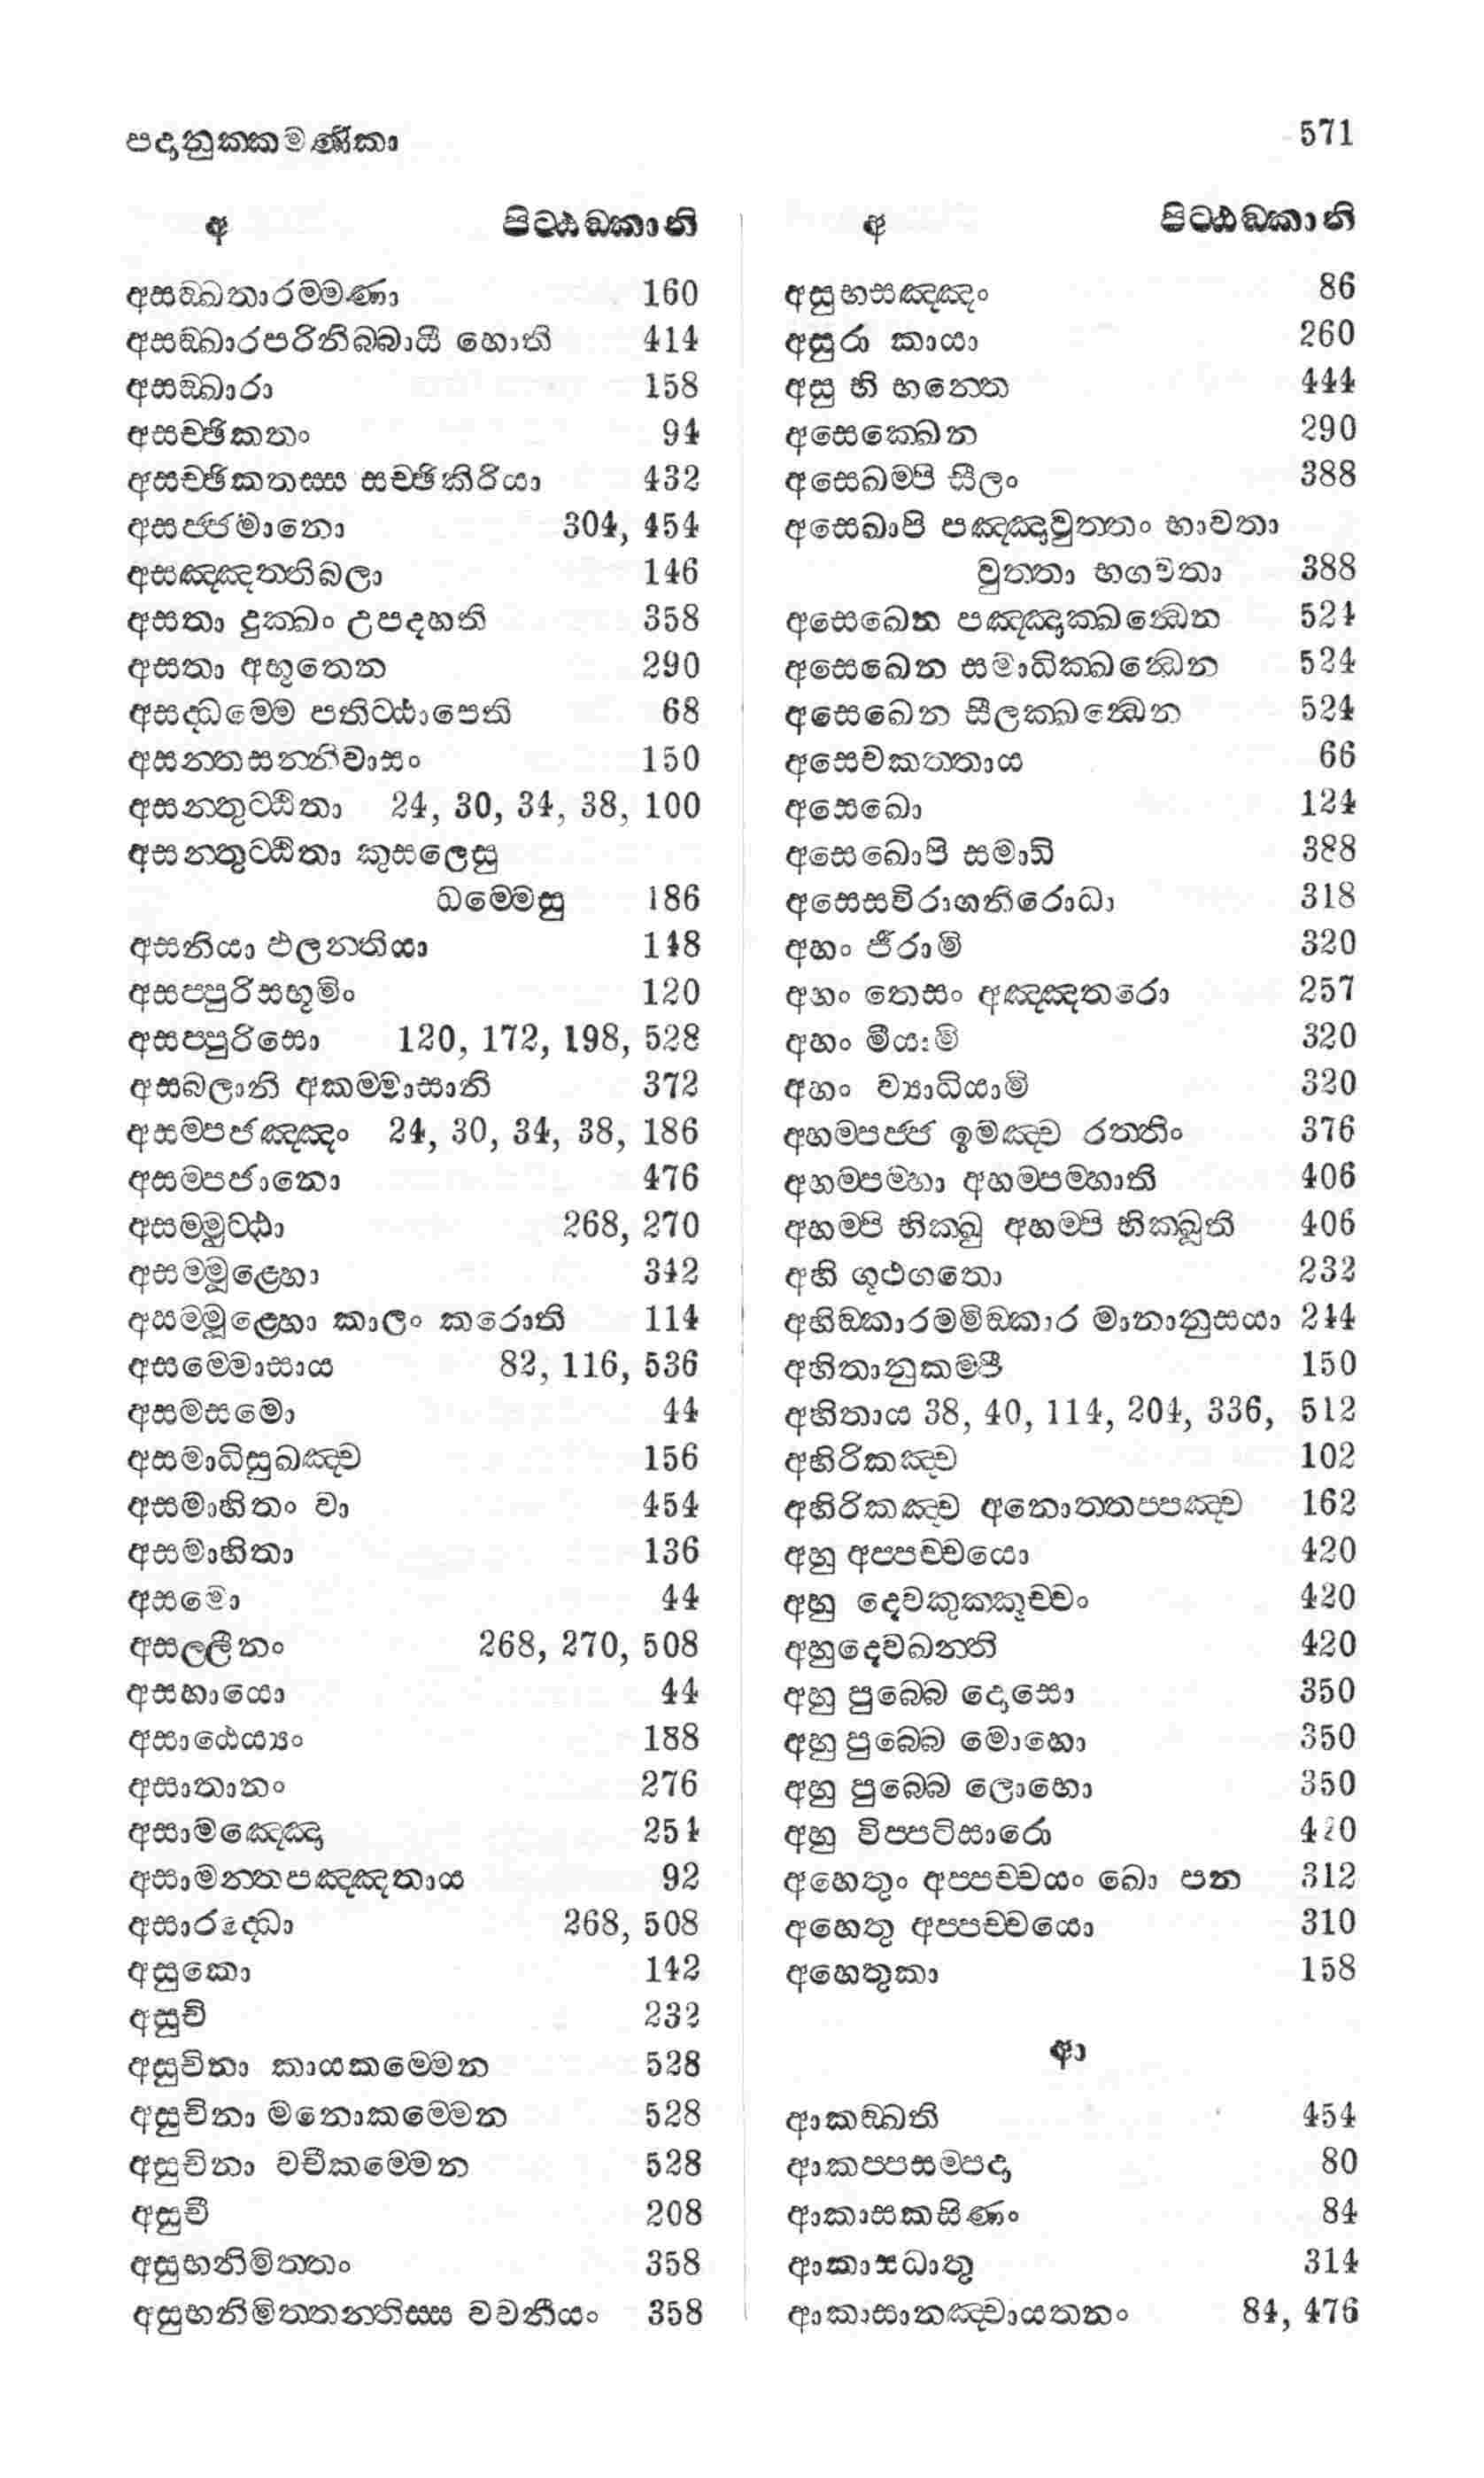 පදානුක්කමණිකා 571
අ පිට්ඨඞ්කානි
අසඞ්ඛතාරම්මණා 160
අසඞ්ඛාරපරිනිබ්බායී හොති 414
අසඞ්ඛාරා 158
අසච්ඡිකතං 94
අසච්ඡිකතස්ස සච්ඡිකිරියා 432
අසජ්ජමානො 304, 454
අසඤ්ඤත්තිබලා 146
අසතා දුක්ඛං උපදහති 358
අසතා අභූතෙන 290
අසද්ධම්මෙ පතිට්ඨාපෙති 68
අසන්තසන්නිවාසං 150
අසන්තුට්ඨිතා 24, 30, 34, 38, 100
අසන්තුට්ඨිතා කුසලෙසු
ධම්මෙසු 186
අසනියා ඵලන්තියා 148
අසප්පුරිසභූමිං 120
අසප්පුරිසො 120, 172, 198, 528
අසබලානි අකම්මාසානි 372
අසම්පජඤ්ඤං 24, 30, 34, 38, 186
අසම්පජානො 476
අසම්මුට්ඨා 268, 270
අසම්මූළ්හො 342
අසම්මූළ්හො කාලං කරොති 114
අසම්මොසාය 82, 116, 536
අසමසමො 44
අසමාධිසුඛඤ්ච 156
අසමාහිතං වා 454
අසමාහිතා 136
අසමො 44
අසල්ලීනං 268, 270, 508
අසහායො 44
අසාඨෙය්‍යං 188
අසාතානං 276
අසාමඤ්ඤෙ 254
අසාමන්තපඤ්ඤතාය 92
අසාරද්ධො 268, 508
අසුකො 142
අසුචි 232
අසුචිනා කායකම්මෙන 528
අසුචිනා මනොකම්මෙන 528
අසුචිනා වචීකම්මෙන 528
අසුචී 208
අසුභනිමිත්තං 358
අසුභනිමිත්තන්තිස්ස වචනීයං 358
අ පිට්ඨඞ්කානි
අසුභසඤ්ඤං 86
අසුරා කායා 260
අසු හි භන්තෙ 444
අසෙක්ඛෙන 290
අසෙඛම්පි සීලං 388
අසෙඛාපි පඤ්ඤාවුත්තං භාවතා
වුත්තා භගවතා 388
අසෙඛෙන පඤ්ඤාක්ඛන්ධෙන 524
අසෙඛෙන සමාධික්ඛන්ධෙන 524
අසෙඛෙන සීලක්ඛන්ධෙන 524
අසෙචකත්තාය 66
අසෙඛො 124
අසෙඛොපි සමාධි 388
අසෙසවිරාගනිරොධා 318
අහං ජීරාමි 320
අහං තෙසං අඤ්ඤතරො 257
අහං මීයාමි 320
අහං ව්‍යාධියාමි 320
අහම්පජ්ජ ඉමඤ්ච රත්තිං 376
අහම්පම්හා අහම්පම්හාති 406
අහම්පි භික්ඛු අහම්පි භික්ඛූති 406
අහි ගූථගතො 232
අහිඞ්කාරමමිඞ්කාර මානානුසයා 244
අහිතානුකම්පී 150
අහිතාය 38, 40, 114, 204, 336, 512
අහිරිකඤ්ච 102
අහිරිකඤ්ච අනොත්තප්පඤ්ච 162
අහු අප්පච්චයො 420
අහු දෙවකුක්කුච්චං 420
අහුදෙවඛන්ති 420
අහු පුබ්බෙ දොසො 350
අහු පුබ්බෙ මොහො 350
අහු පුබ්බෙ ලොභො 350
අහු විප්පටිසාරො 420
අහෙතුං අප්පච්චයං ඛො පන 312
අහෙතු අප්පච්චයො 310
අහෙතුකා 158
ආ
ආකඞ්ඛති 454
ආකප්පසම්පදා 80
ආකාසකසිණං 84
ආකාසධාතු 314
ආකාසානඤ්චායතනං 84, 476